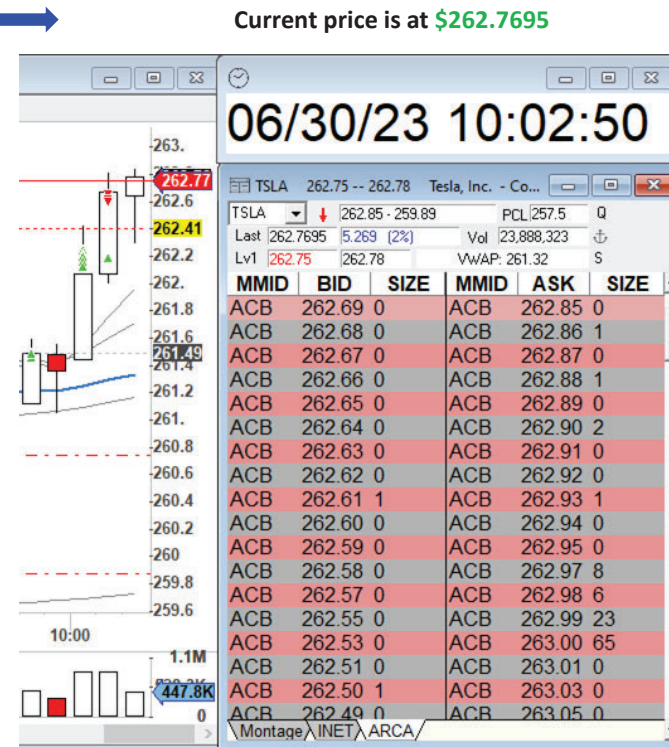 Current price is at $262.7695
06/30/23 10:02:50
263.
262.77
262.6
262.41
262.2
262.
261.8
261.6
261.49
261.4
261.2
261.
260.8
260.6
260.4
260.2
260
259.8
259.6
10:00
1.1M
447.8K
0
TSLA 262.75 -- 262.78 Tesla, Inc. - Co...
TSLA 262.85 - 259.89 PCL 257.5 Q
Last 262.7695 5.269 (2%) Vol 23,888,323
Lv1 262.75 262.78 VWAP: 261.32 S
MMID BID SIZE MMID ASK SIZE
ACB 262.69 0 ACB 262.85 0
ACB 262.68 0 ACB 262.86 1
ACB 262.67 0 ACB 262.87 0
ACB 262.66 0 ACB 262.88 1
ACB 262.65 0 ACB 262.89 0
ACB 262.64 0 ACB 262.90 2
ACB 262.63 0 ACB 262.91 0
ACB 262.62 0 ACB 262.92 0
ACB 262.61 1 ACB 262.93 1
ACB 262.60 0 ACB 262.94 0
ACB 262.59 0 ACB 262.95 0
ACB 262.58 0 ACB 262.97 8
ACB 262.57 0 ACB 262.98 6
ACB 262.55 0 ACB 262.99 23
ACB 262.53 0 ACB 263.00 65
ACB 262.51 0 ACB 263.01 0
ACB 262.50 1 ACB 263.03 0
ACB 262.49 0 ACB 263.05 0
Montage INET ARCA